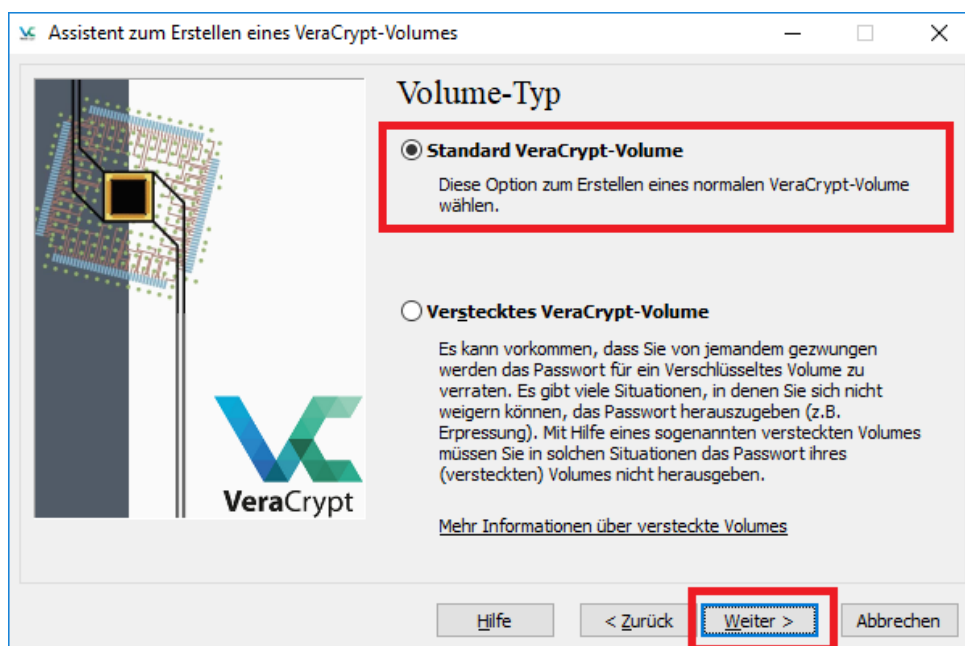 Assistent zum Erstellen eines VeraCrypt-Volumes
Volume-Typ
Standard VeraCrypt-Volume
Diese Option zum Erstellen eines normalen VeraCrypt-Volume
wählen.
Verstecktes VeraCrypt-Volume
Es kann vorkommen, dass Sie von jemandem gezwungen
werden das Passwort für ein Verschlüsseltes Volume zu
verraten. Es gibt viele Situationen, in denen Sie sich nicht
weigern können, das Passwort herauszugeben (z.B.
Erpressung). Mit Hilfe eines sogenannten versteckten Volumes
müssen Sie in solchen Situationen das Passwort ihres
(versteckten) Volumes nicht herausgeben.
Mehr Informationen über versteckte Volumes
VeraCrypt
Hilfe
< Zurück
Weiter >
Abbrechen